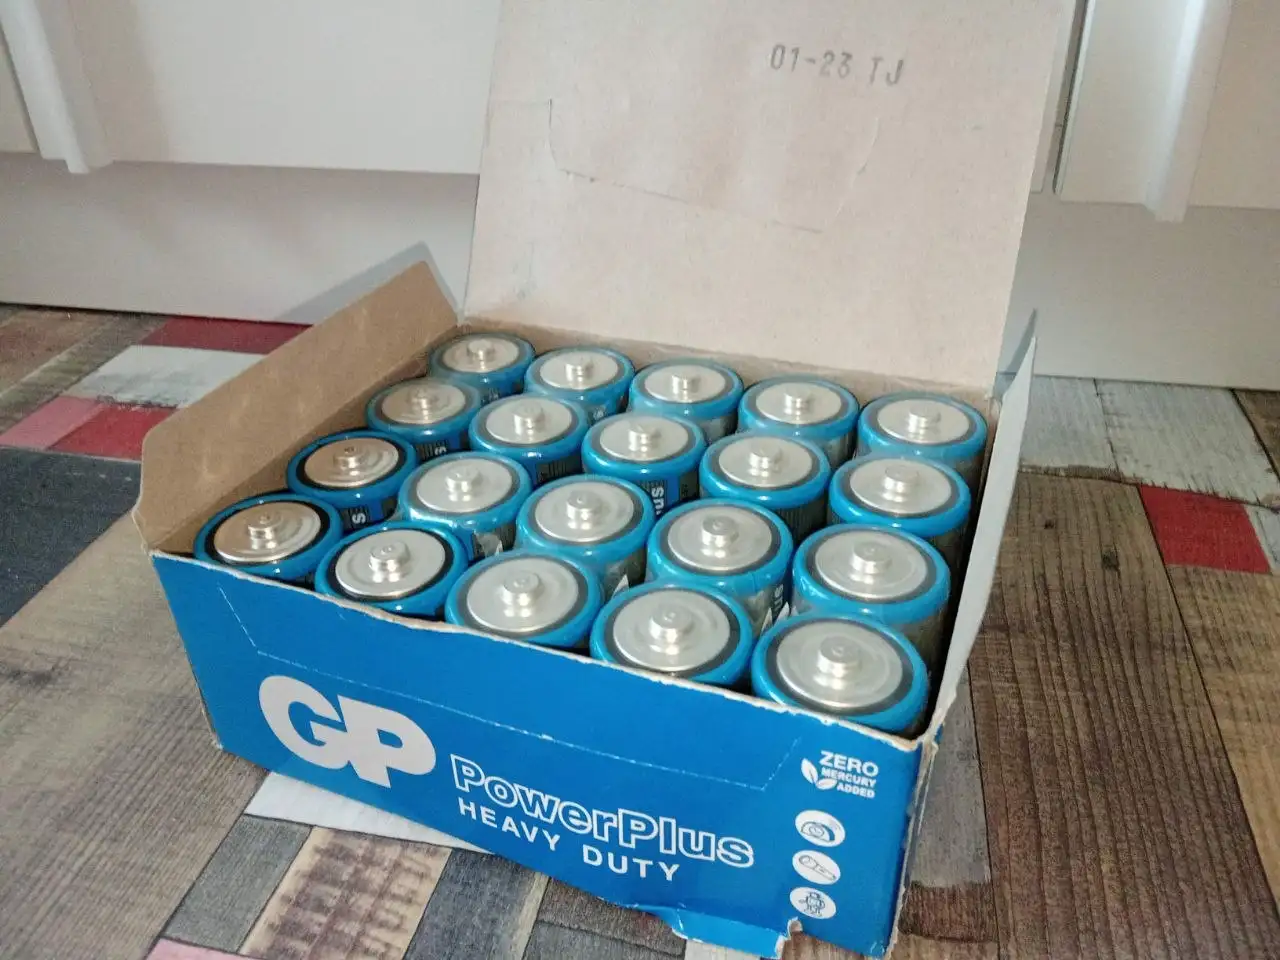 01-23 TJ
GP
PowerPlus
HEAVY DUTY
ZERO
MERCURY
ADDED